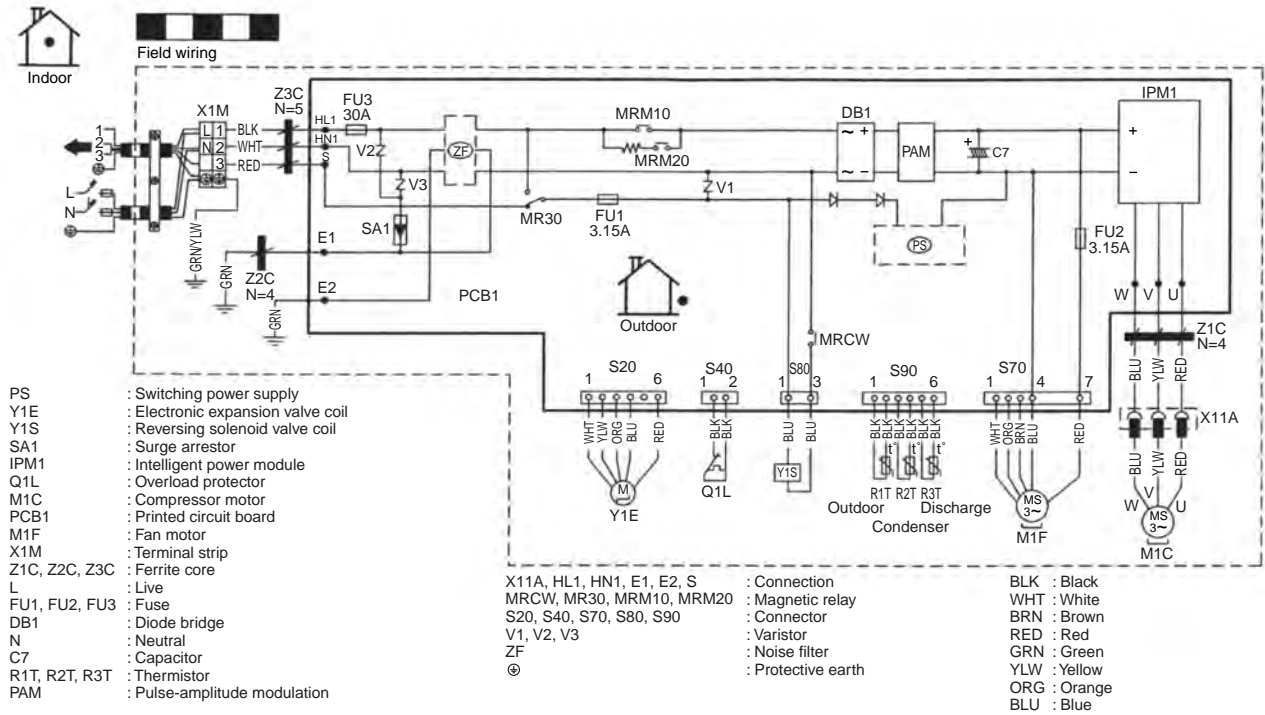 Indoor
Field wiring
X1M
Z3C
N=5
FU3
30A
HL1
HN1
S
1
2
3
L
N
L 1
N 2
3
BLK
WHT
RED
V2
ZF
V3
SA1
E1
E2
Z2C
N=4
GRN/YLW
GRN
GRN
PCB1
MR30
FU1
3.15A
MRM10
MRM20
V1
DB1
~ +
~ −
PAM
+
C7
PS
FU2
3.15A
IPM1
+
−
W V U
Z1C
N=4
Outdoor
MRCW
S20
1 6
S40
1 2
S80
1 3
S90
1 6
S70
1 4 7
WHT YLW ORG BLU RED
BLK BLK
BLU BLU
BLK BLK BLK BLK BLK BLK
WHT ORG BRN BLU RED
BLU YLW RED
X11A
BLU YLW RED
M
Y1E
Q1L
Y1S
t° t° t°
R1T R2T R3T
Outdoor Discharge
Condenser
MS
3~
M1F
W V U
MS
3~
M1C
PS : Switching power supply
Y1E : Electronic expansion valve coil
Y1S : Reversing solenoid valve coil
SA1 : Surge arrestor
IPM1 : Intelligent power module
Q1L : Overload protector
M1C : Compressor motor
PCB1 : Printed circuit board
M1F : Fan motor
X1M : Terminal strip
Z1C, Z2C, Z3C : Ferrite core
L : Live
FU1, FU2, FU3 : Fuse
DB1 : Diode bridge
N : Neutral
C7 : Capacitor
R1T, R2T, R3T : Thermistor
PAM : Pulse-amplitude modulation
X11A, HL1, HN1, E1, E2, S : Connection
MRCW, MR30, MRM10, MRM20 : Magnetic relay
S20, S40, S70, S80, S90 : Connector
V1, V2, V3 : Varistor
ZF : Noise filter
: Protective earth
BLK : Black
WHT : White
BRN : Brown
RED : Red
GRN : Green
YLW : Yellow
ORG : Orange
BLU : Blue